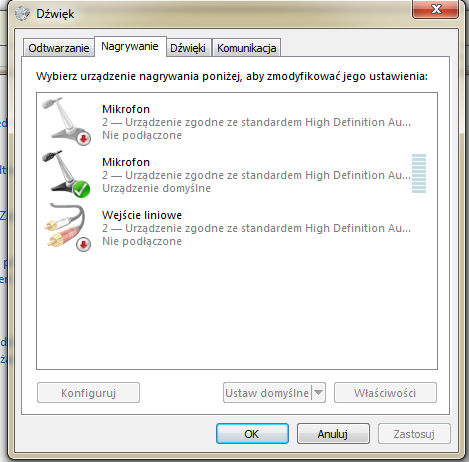 Dźwięk
Odtwarzanie Nagrywanie Dźwięki Komunikacja
Wybierz urządzenie nagrywania poniżej, aby zmodyfikować jego ustawienia:
Mikrofon
2 — Urządzenie zgodne ze standardem High Definition Au...
Nie podłączone
Mikrofon
2 — Urządzenie zgodne ze standardem High Definition Au...
Urządzenie domyślne
Wejście liniowe
2 — Urządzenie zgodne ze standardem High Definition Au...
Nie podłączone
Konfiguruj Ustaw domyślne Właściwości
OK Anuluj Zastosuj